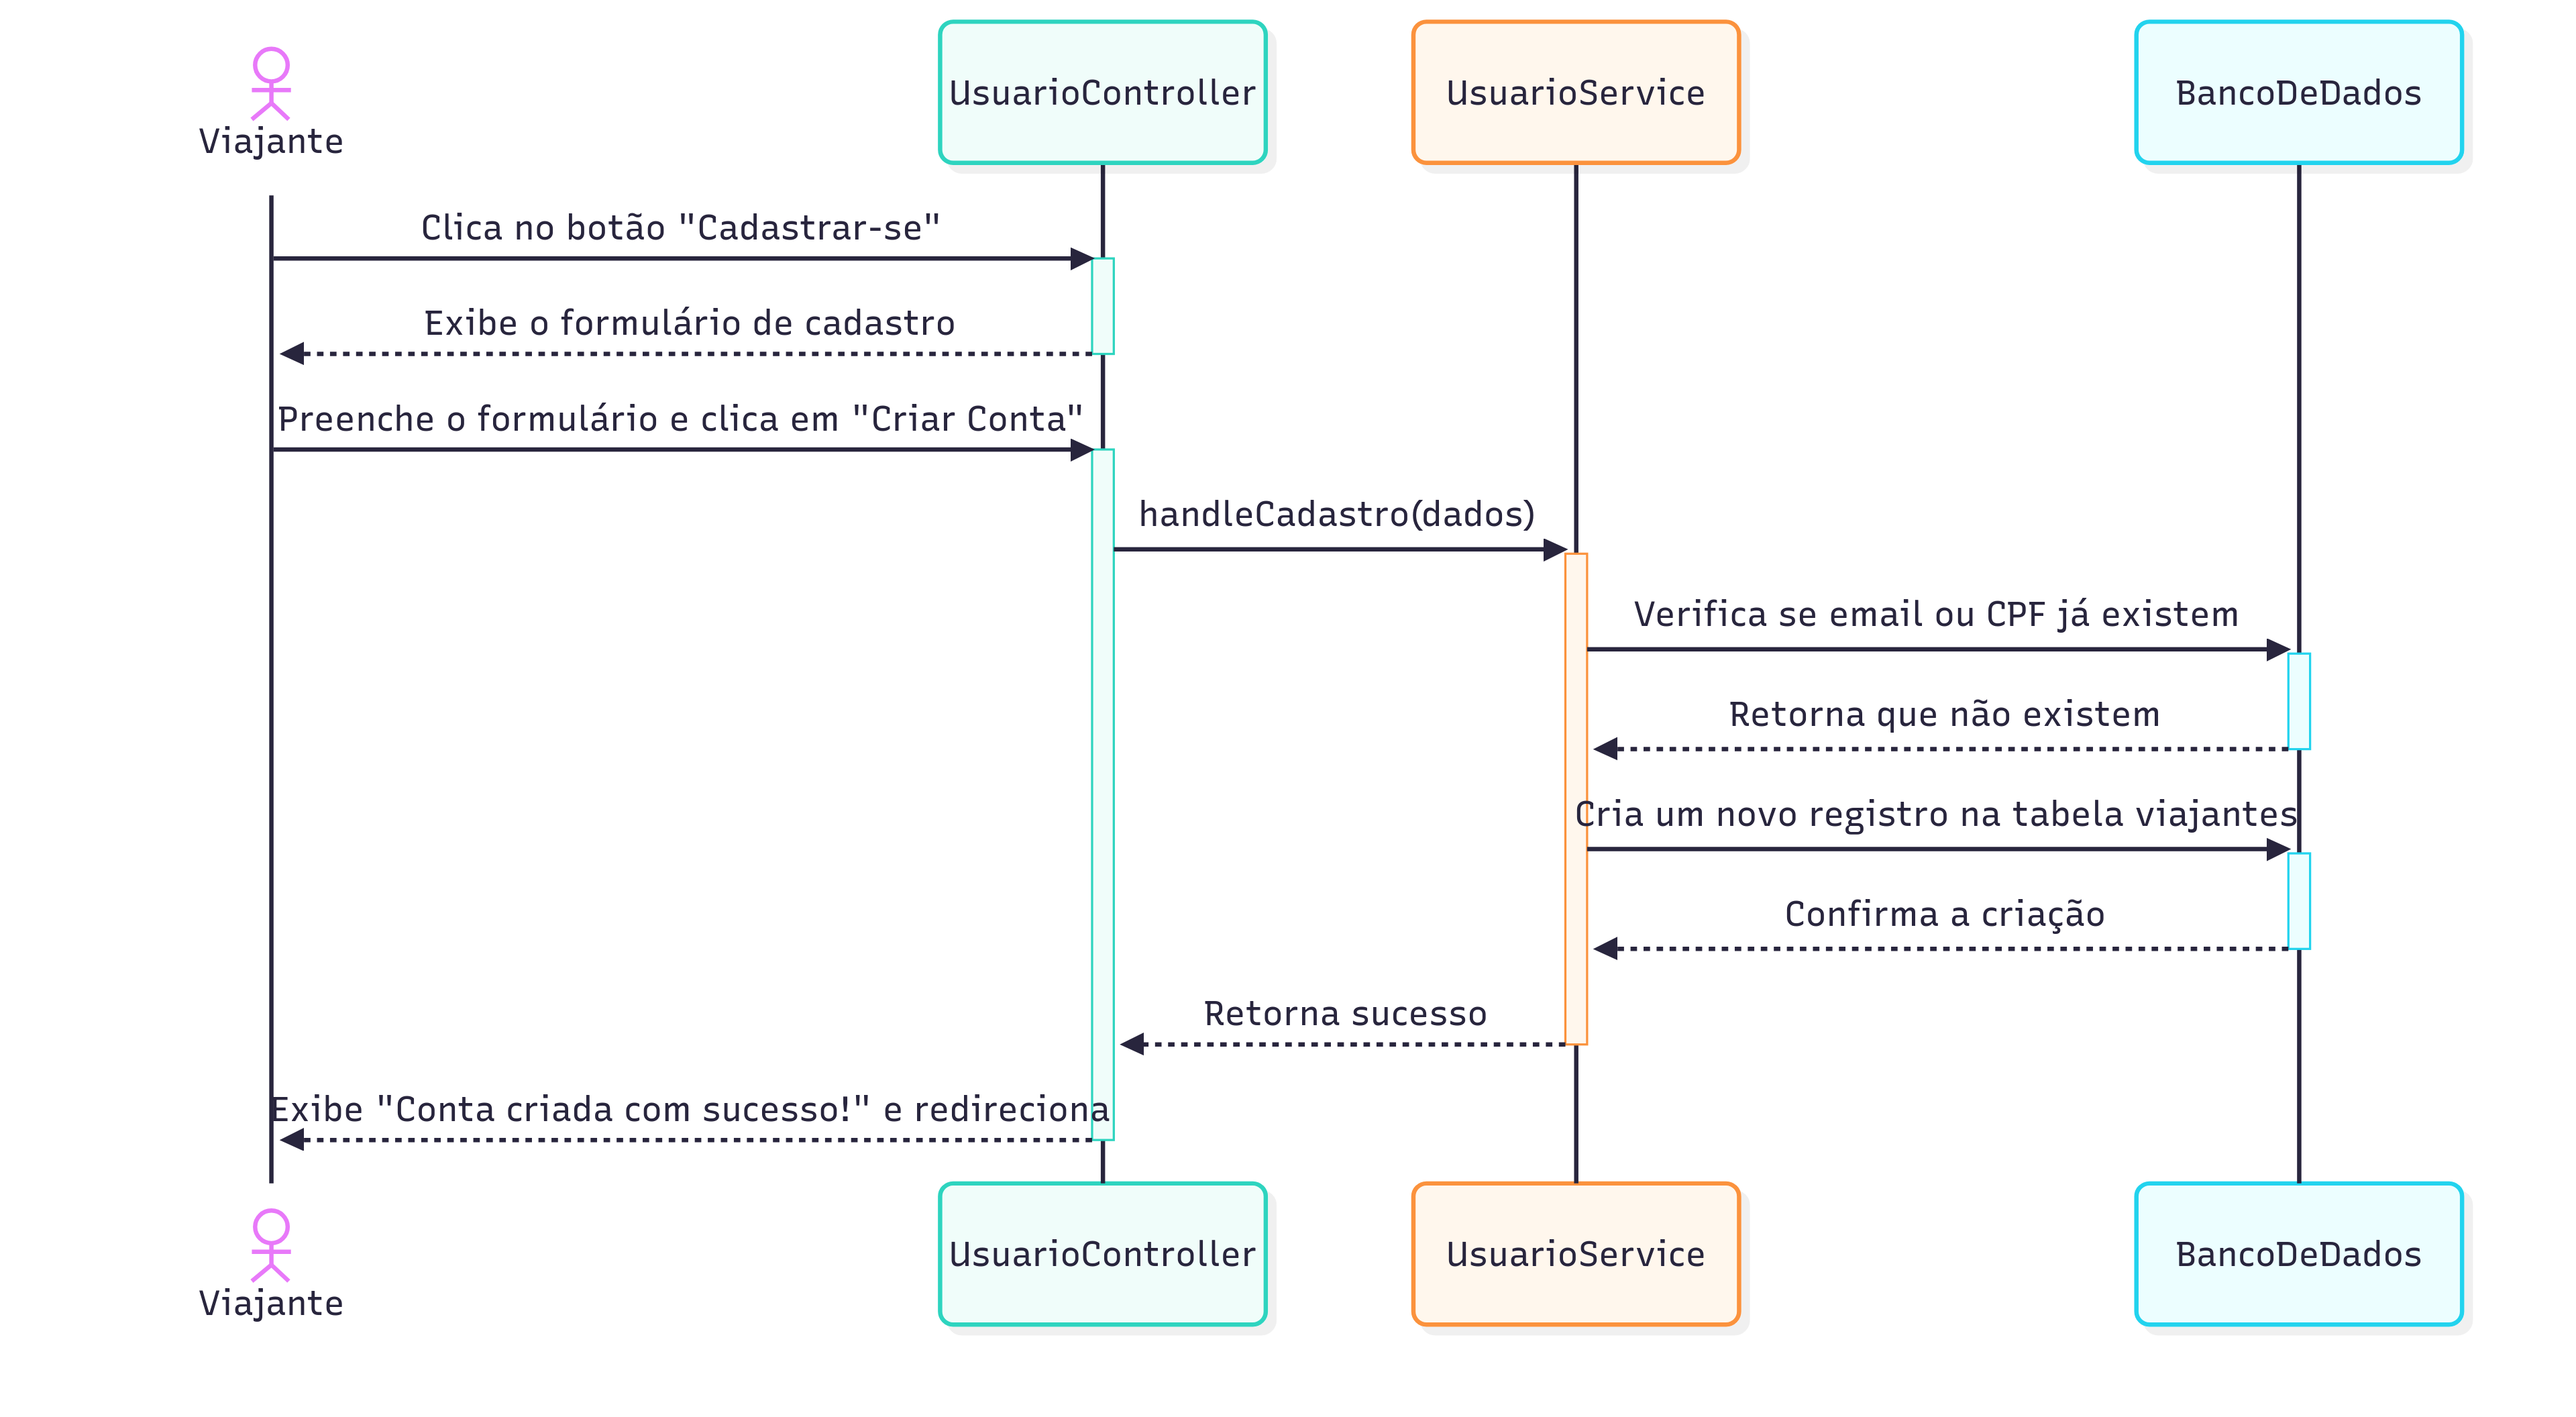 Viajante
UsuarioController
UsuarioService
BancoDeDados
Clica no botão "Cadastrar-se"
Exibe o formulário de cadastro
Preenche o formulário e clica em "Criar Conta"
handleCadastro(dados)
Verifica se email ou CPF já existem
Retorna que não existem
Cria um novo registro na tabela viajantes
Confirma a criação
Retorna sucesso
Exibe "Conta criada com sucesso!" e redireciona
Viajante
UsuarioController
UsuarioService
BancoDeDados